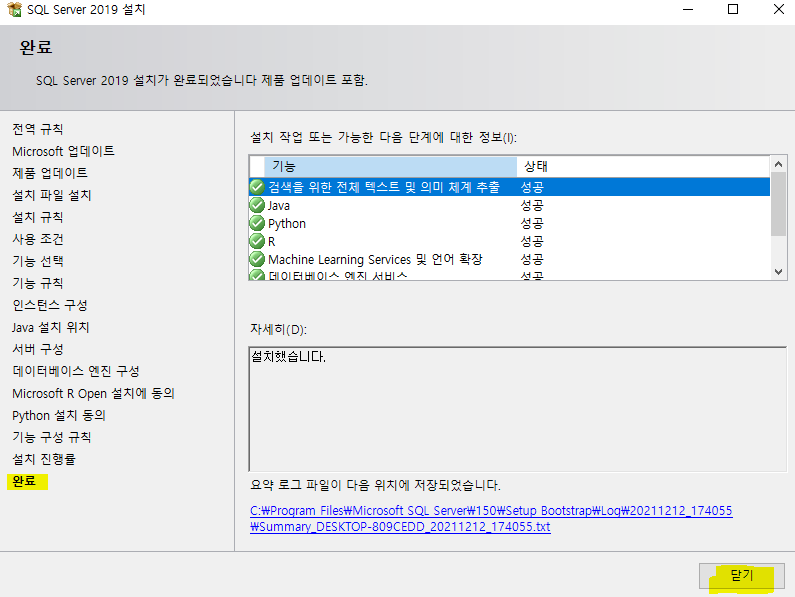 SQL Server 2019 설치
완료
SQL Server 2019 설치가 완료되었습니다 제품 업데이트 포함.
전역 규칙
Microsoft 업데이트
제품 업데이트
설치 파일 설치
설치 규칙
사용 조건
기능 선택
기능 규칙
인스턴스 구성
Java 설치 위치
서버 구성
데이터베이스 엔진 구성
Microsoft R Open 설치에 동의
Python 설치 동의
기능 구성 규칙
설치 진행률
완료
설치 작업 또는 가능한 다음 단계에 대한 정보(I):
기능 상태
검색을 위한 전체 텍스트 및 의미 체계 추출 성공
Java 성공
Python 성공
R 성공
Machine Learning Services 및 언어 확장 성공
데이터베이스 엔진 서비스 성공
자세히(D):
설치했습니다.
요약 로그 파일이 다음 위치에 저장되었습니다.
C:₩Program Files₩Microsoft SQL Server₩150₩Setup Bootstrap₩Log₩20211212_174055
₩Summary_DESKTOP-809CEDD_20211212_174055.txt
닫기